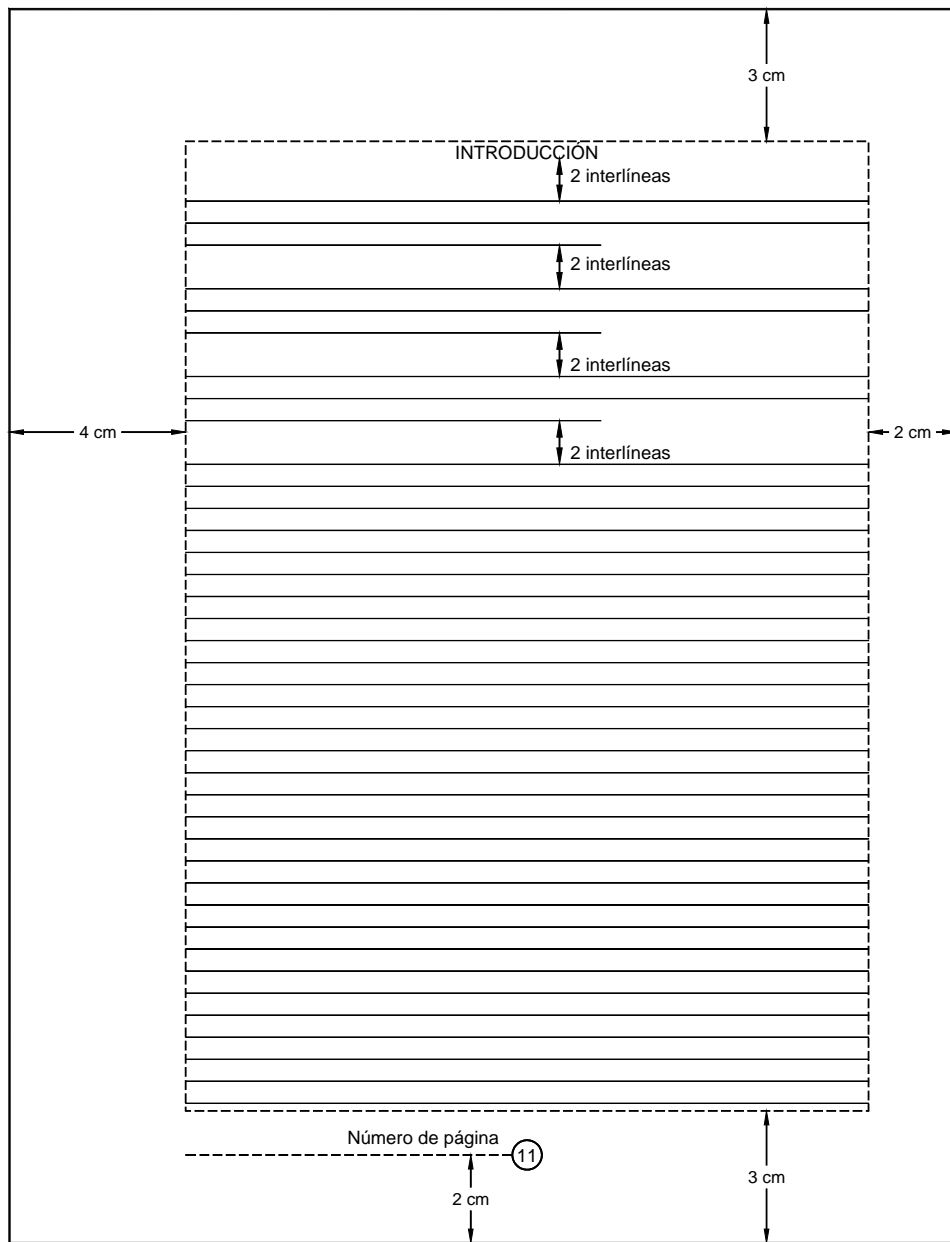 3 cm
INTRODUCCIÓN
2 interlíneas
2 interlíneas
2 interlíneas
4 cm
2 cm
2 interlíneas
Número de página
11
3 cm
2 cm